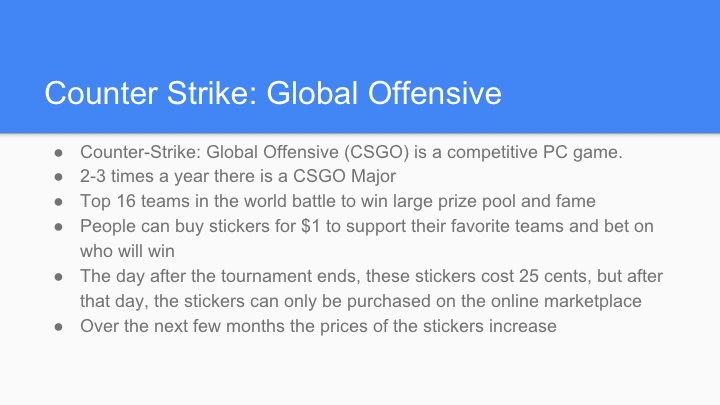 Counter Strike: Global Offensive
● Counter-Strike: Global Offensive (CSGO) is a competitive PC game.
● 2-3 times a year there is a CSGO Major
● Top 16 teams in the world battle to win large prize pool and fame
● People can buy stickers for $1 to support their favorite teams and bet on
who will win
● The day after the tournament ends, these stickers cost 25 cents, but after
that day, the stickers can only be purchased on the online marketplace
● Over the next few months the prices of the stickers increase